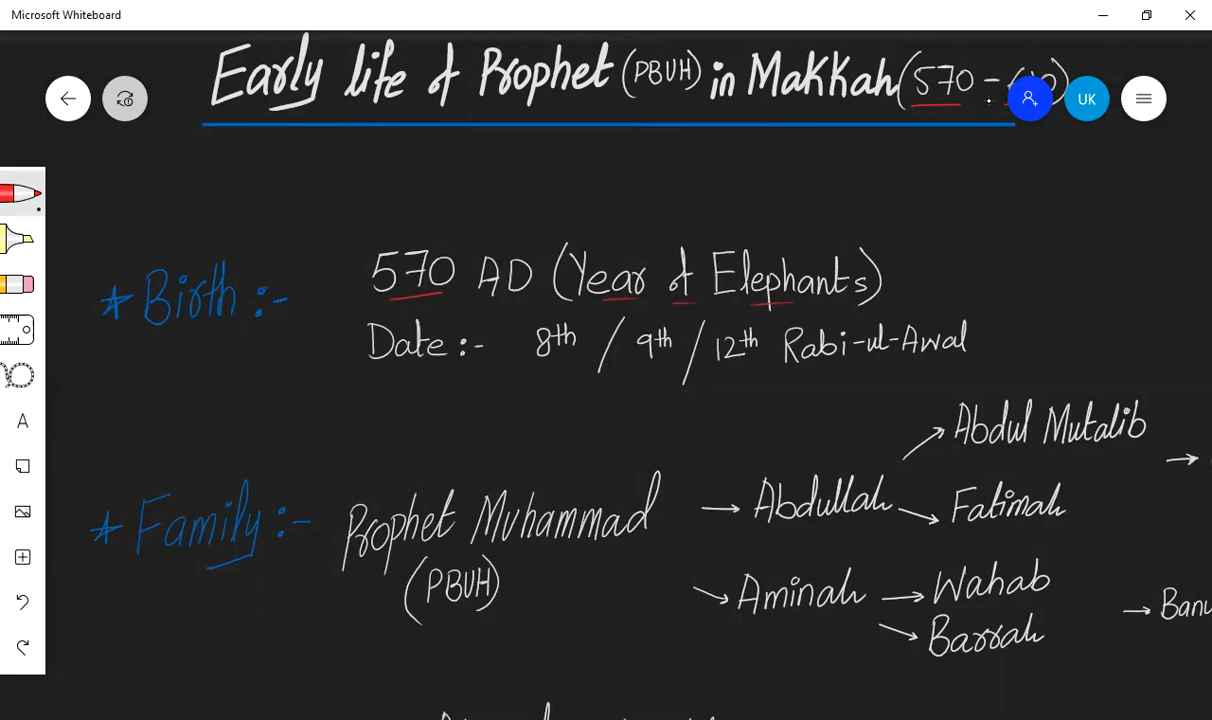 Microsoft Whiteboard
Early life of Prophet (PBUH) in Makkah (570 -
UK
* Birth :- 570 AD (Year of Elephants)
Date :- 8th / 9th / 12th Rabi-ul-Awal
* Family :- Prophet Muhammad (PBUH)
→ Abdullah
→ Abdul Mutalib
→ Fatimah
→ Aminah
→ Wahab
→ Barrah
→ Banu
A